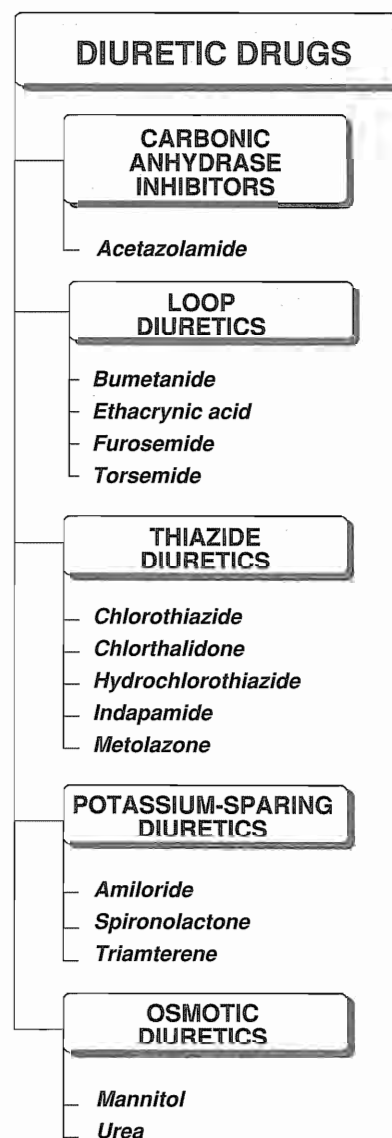 DIURETIC DRUGS
CARBONIC
ANHYDRASE
INHIBITORS
Acetazolamide
LOOP
DIURETICS
Bumetanide
Ethacrynic acid
Furosemide
Torsemide
THIAZIDE
DIURETICS
Chlorothiazide
Chlorthalidone
Hydrochlorothiazide
Indapamide
Metolazone
POTASSIUM-SPARING
DIURETICS
Amiloride
Spironolactone
Triamterene
OSMOTIC
DIURETICS
Mannitol
Urea